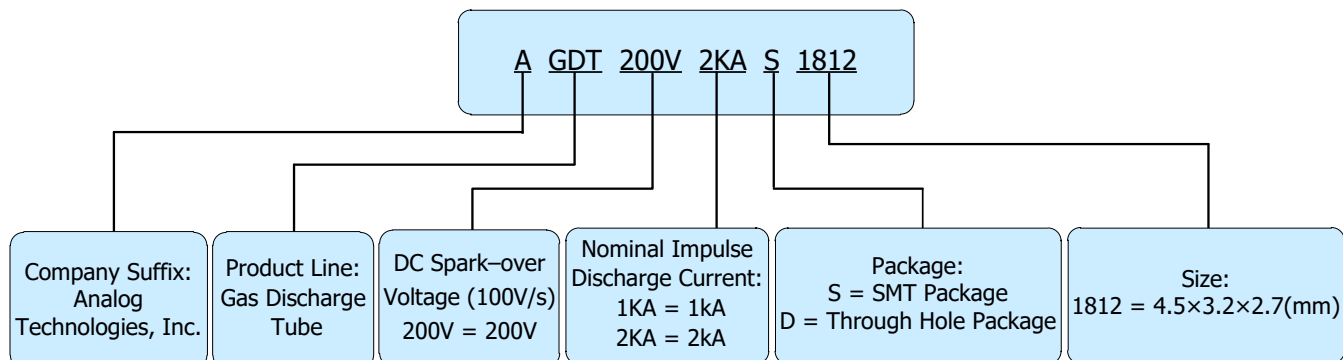 A GDT 200V 2KA S 1812
Company Suffix:
Analog
Technologies, Inc.
Product Line:
Gas Discharge
Tube
DC Spark–over
Voltage (100V/s)
200V = 200V
Nominal Impulse
Discharge Current:
1KA = 1kA
2KA = 2kA
Package:
S = SMT Package
D = Through Hole Package
Size:
1812 = 4.5×3.2×2.7(mm)